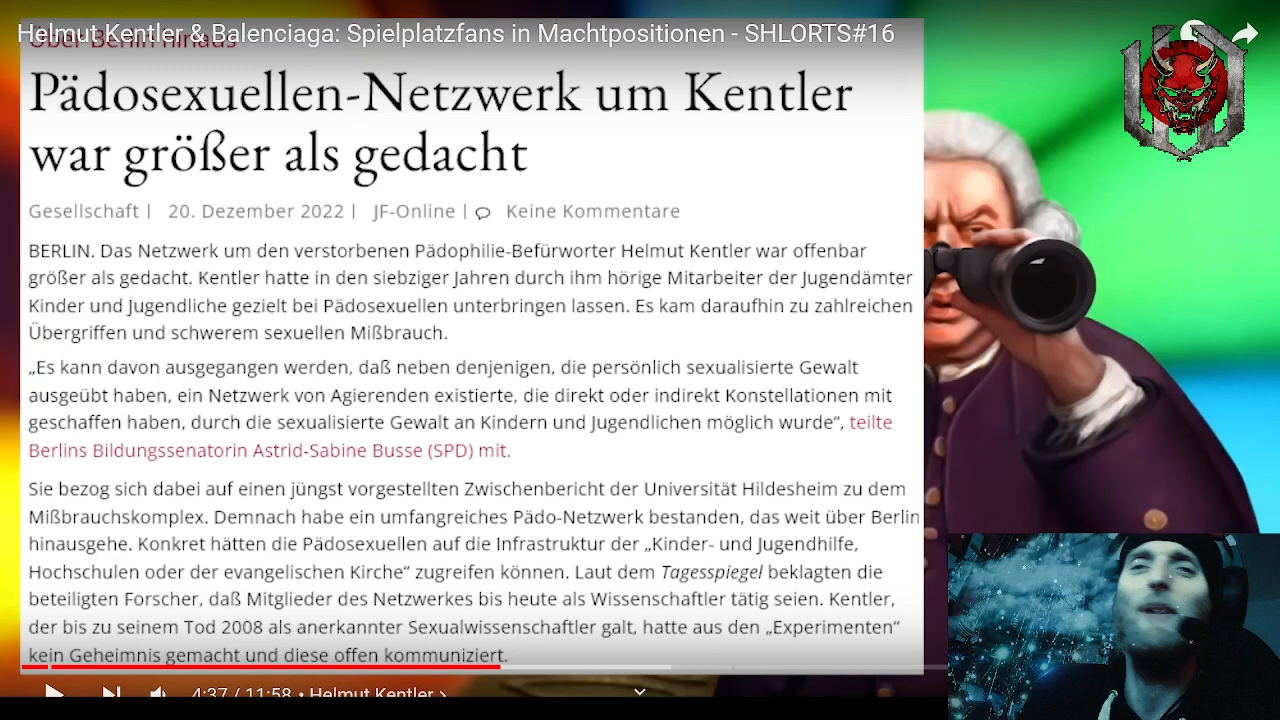 Helmut Kentler & Balenciaga: Spielplatzfans in Machtpositionen - SHLORTS#16
Über Berlin hinaus
Pädosexuellen-Netzwerk um Kentler
war größer als gedacht
Gesellschaft | 20. Dezember 2022 | JF-Online | Keine Kommentare
BERLIN. Das Netzwerk um den verstorbenen Pädophilie-Befürworter Helmut Kentler war offenbar
größer als gedacht. Kentler hatte in den siebziger Jahren durch ihm hörige Mitarbeiter der Jugendämter
Kinder und Jugendliche gezielt bei Pädosexuellen unterbringen lassen. Es kam daraufhin zu zahlreichen
Übergriffen und schwerem sexuellen Mißbrauch.
„Es kann davon ausgegangen werden, daß neben denjenigen, die persönlich sexualisierte Gewalt
ausgeübt haben, ein Netzwerk von Agierenden existierte, die direkt oder indirekt Konstellationen mit
geschaffen haben, durch die sexualisierte Gewalt an Kindern und Jugendlichen möglich wurde“, teilte
Berlins Bildungssenatorin Astrid-Sabine Busse (SPD) mit.
Sie bezog sich dabei auf einen jüngst vorgestellten Zwischenbericht der Universität Hildesheim zu dem
Mißbrauchskomplex. Demnach habe ein umfangreiches Pädo-Netzwerk bestanden, das weit über Berlin
hinausgehe. Konkret hätten die Pädosexuellen auf die Infrastruktur der „Kinder- und Jugendhilfe,
Hochschulen oder der evangelischen Kirche“ zugreifen können. Laut dem Tagesspiegel beklagten die
beteiligten Forscher, daß Mitglieder des Netzwerkes bis heute als Wissenschaftler tätig seien. Kentler,
der bis zu seinem Tod 2008 als anerkannter Sexualwissenschaftler galt, hatte aus den „Experimenten“
kein Geheimnis gemacht und diese offen kommuniziert.
4:37 / 11:58 • Helmut Kentler ›